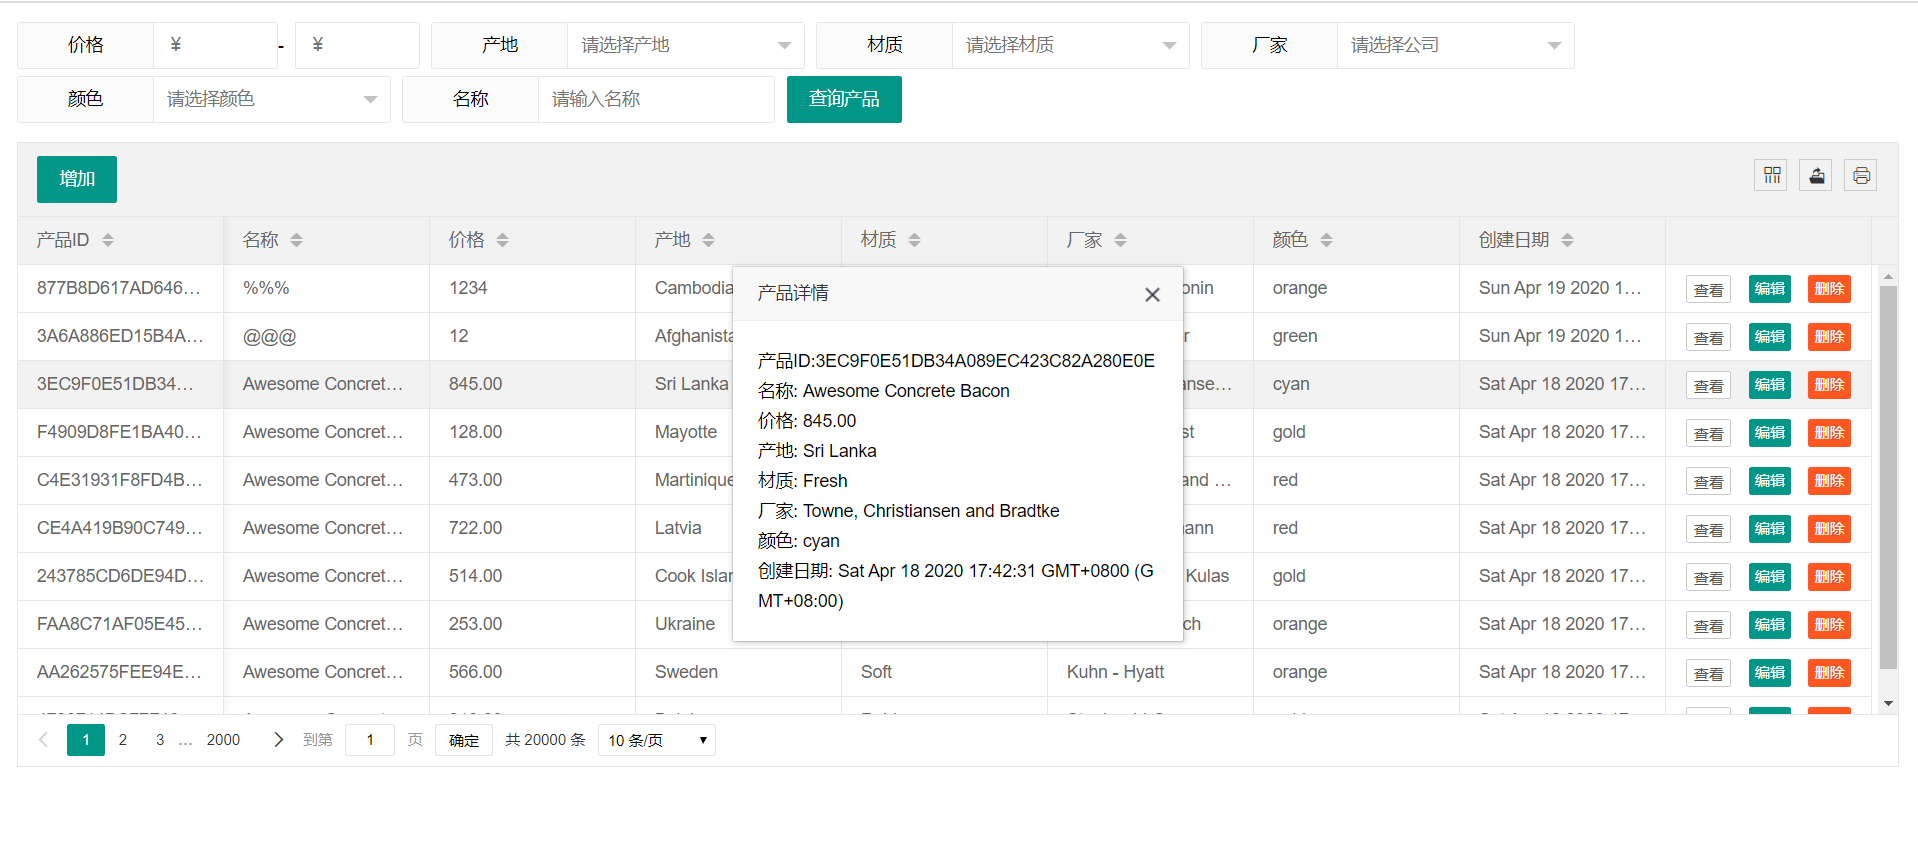 价格 ¥ - ¥ 产地 请选择产地 材质 请选择材质 厂家 请选择公司
颜色 请选择颜色 名称 请输入名称 查询产品
增加
产品ID 名称 价格 产地 材质 厂家 颜色 创建日期
877B8D617AD646... %%% 1234 Cambodia onin orange Sun Apr 19 2020 1... 查看 编辑 删除
3A6A886ED15B4A... @@@ 12 Afghanista r green Sun Apr 19 2020 1... 查看 编辑 删除
3EC9F0E51DB34... Awesome Concret... 845.00 Sri Lanka anse... cyan Sat Apr 18 2020 17... 查看 编辑 删除
F4909D8FE1BA40... Awesome Concret... 128.00 Mayotte st gold Sat Apr 18 2020 17... 查看 编辑 删除
C4E31931F8FD4B... Awesome Concret... 473.00 Martinique and ... red Sat Apr 18 2020 17... 查看 编辑 删除
CE4A419B90C749... Awesome Concret... 722.00 Latvia ann red Sat Apr 18 2020 17... 查看 编辑 删除
243785CD6DE94D... Awesome Concret... 514.00 Cook Islar Kulas gold Sat Apr 18 2020 17... 查看 编辑 删除
FAA8C71AF05E45... Awesome Concret... 253.00 Ukraine ch orange Sat Apr 18 2020 17... 查看 编辑 删除
AA262575FEE94E... Awesome Concret... 566.00 Sweden Soft Kuhn - Hyatt orange Sat Apr 18 2020 17... 查看 编辑 删除
产品详情
产品ID:3EC9F0E51DB34A089EC423C82A280E0E
名称: Awesome Concrete Bacon
价格: 845.00
产地: Sri Lanka
材质: Fresh
厂家: Towne, Christiansen and Bradtke
颜色: cyan
创建日期: Sat Apr 18 2020 17:42:31 GMT+0800 (G
MT+08:00)
1 2 3 ... 2000 到第 1 页 确定 共 20000 条 10 条/页